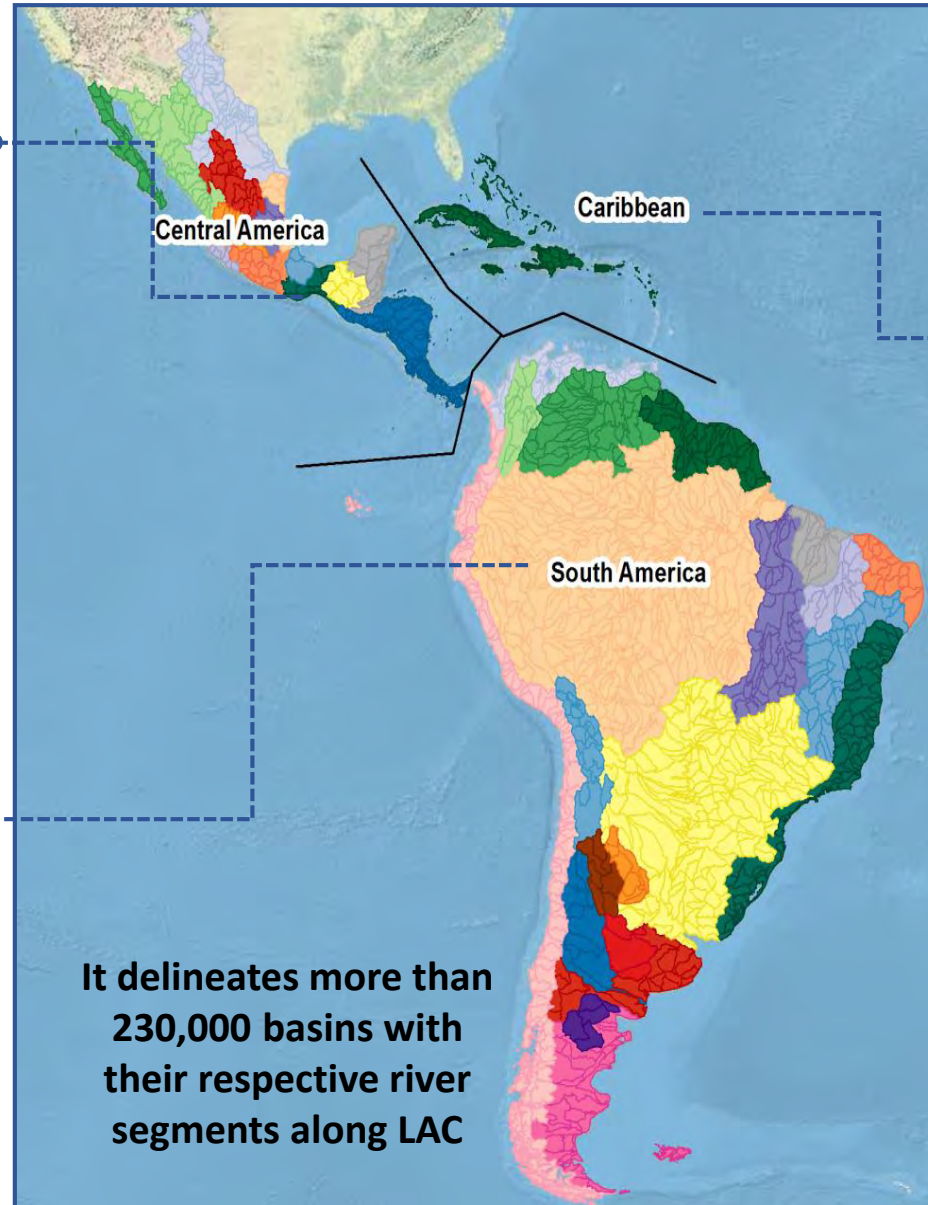 Caribbean
Central America
South America
It delineates more than
230,000 basins with
their respective river
segments along LAC